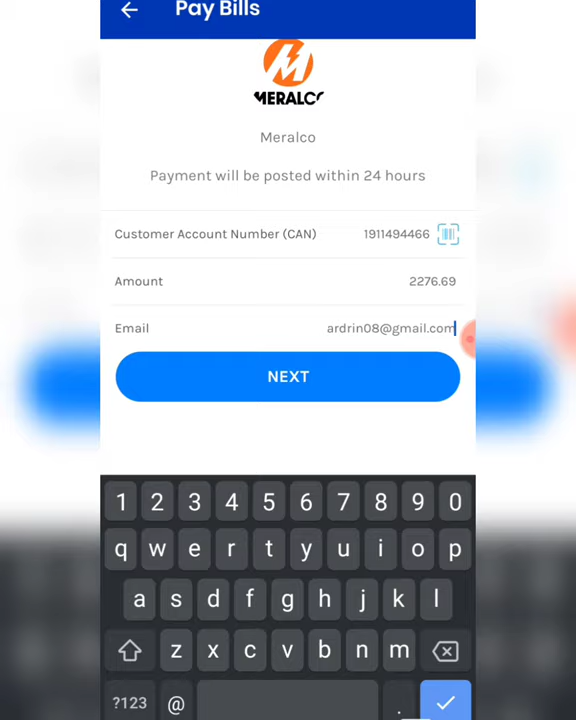 Pay Bills
MERALCO
Meralco
Payment will be posted within 24 hours
Customer Account Number (CAN) 1911494466
Amount 2276.69
Email ardrin08@gmail.com
NEXT
1 2 3 4 5 6 7 8 9 0
q w e r t y u i o p
a s d f g h j k l
z x c v b n m
?123 @ .